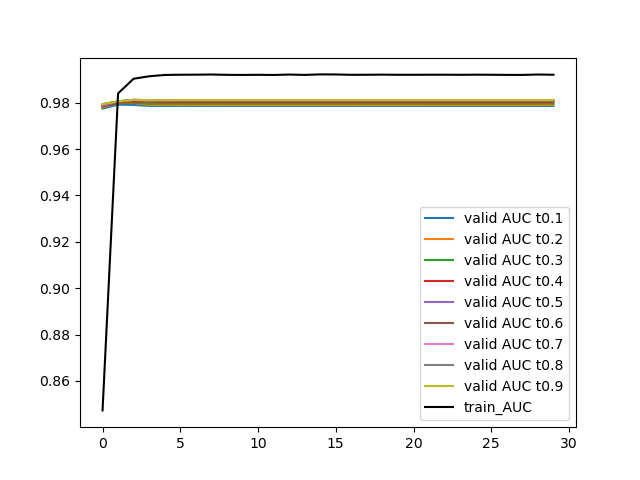 0.98
0.96
0.94
0.92
0.90
0.88
0.86
0 5 10 15 20 25 30
valid AUC t0.1
valid AUC t0.2
valid AUC t0.3
valid AUC t0.4
valid AUC t0.5
valid AUC t0.6
valid AUC t0.7
valid AUC t0.8
valid AUC t0.9
train_AUC